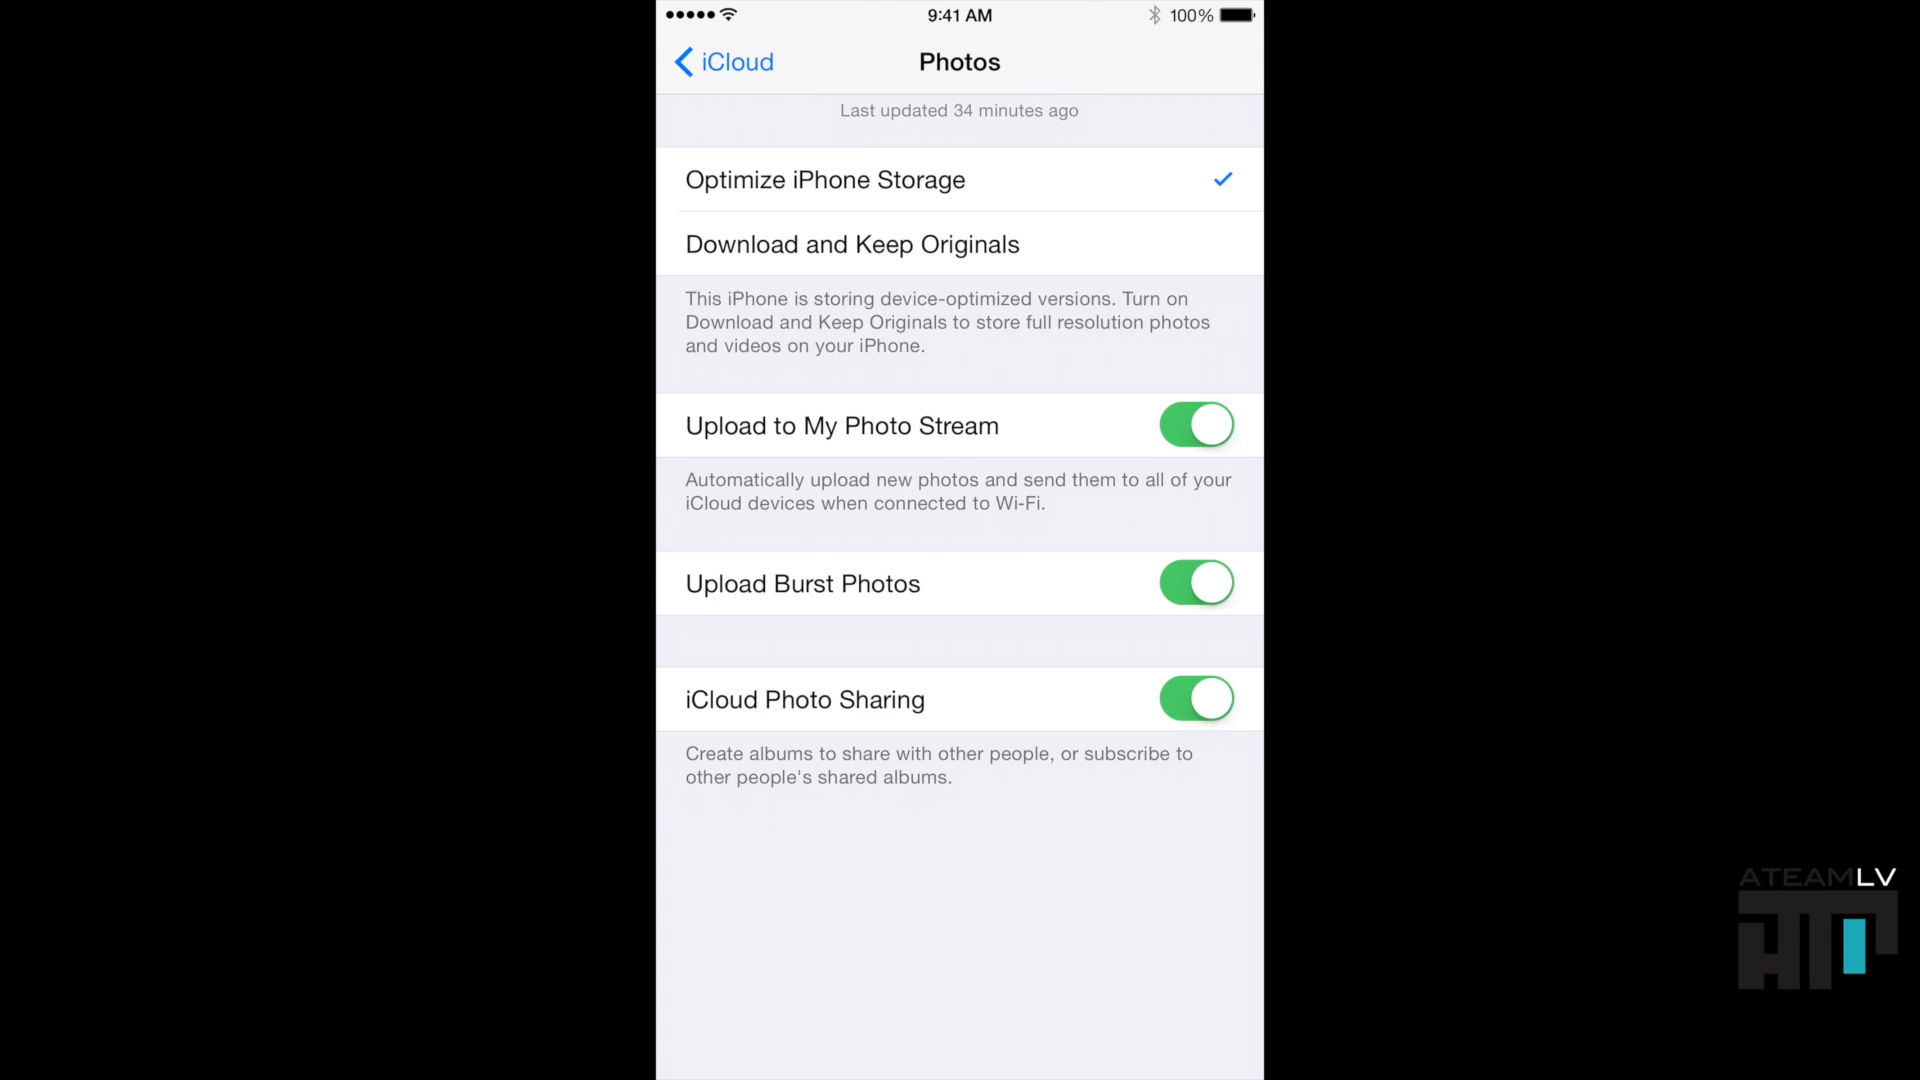 9:41 AM
100%
iCloud
Photos
Last updated 34 minutes ago
Optimize iPhone Storage
Download and Keep Originals
This iPhone is storing device-optimized versions. Turn on
Download and Keep Originals to store full resolution photos
and videos on your iPhone.
Upload to My Photo Stream
Automatically upload new photos and send them to all of your
iCloud devices when connected to Wi-Fi.
Upload Burst Photos
iCloud Photo Sharing
Create albums to share with other people, or subscribe to
other people's shared albums.
ATEAMLV